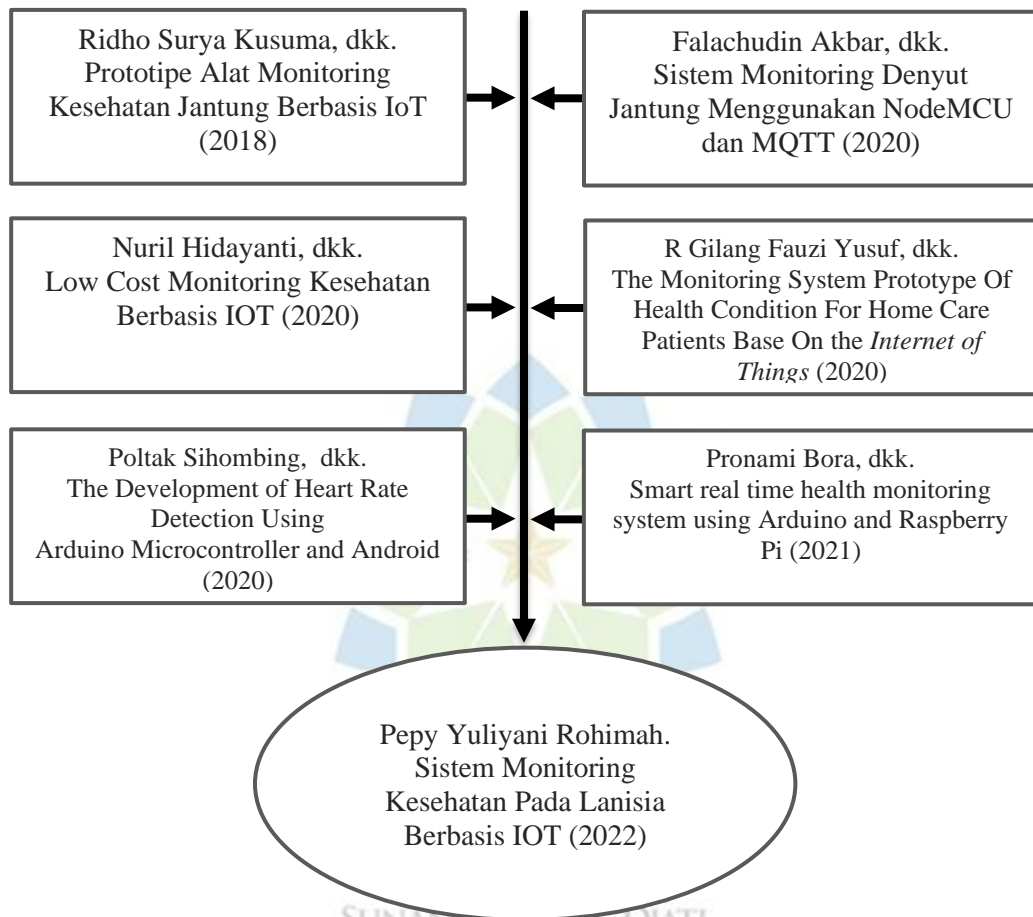 Ridho Surya Kusuma, dkk.
Prototipe Alat Monitoring
Kesehatan Jantung Berbasis IoT
(2018)
Falachudin Akbar, dkk.
Sistem Monitoring Denyut
Jantung Menggunakan NodeMCU
dan MQTT (2020)
Nuril Hidayanti, dkk.
Low Cost Monitoring Kesehatan
Berbasis IOT (2020)
R Gilang Fauzi Yusuf, dkk.
The Monitoring System Prototype Of
Health Condition For Home Care
Patients Base On the Internet of
Things (2020)
Poltak Sihombing, dkk.
The Development of Heart Rate
Detection Using
Arduino Microcontroller and Android
(2020)
Pronami Bora, dkk.
Smart real time health monitoring
system using Arduino and Raspberry
Pi (2021)
Pepy Yuliyani Rohimah.
Sistem Monitoring
Kesehatan Pada Lanisia
Berbasis IOT (2022)